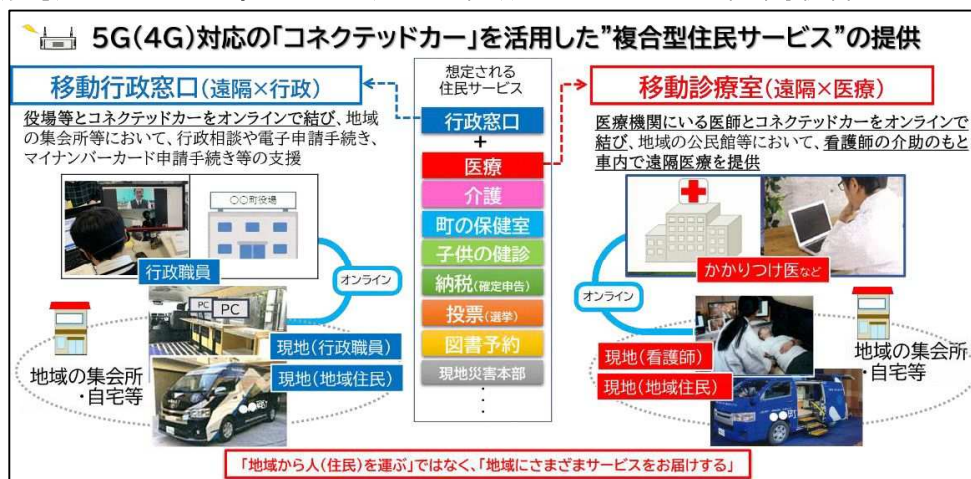 5G(4G)対応の「コネクテッドカー」を活用した”複合型住民サービス”の提供
移動行政窓口(遠隔×行政)
役場等とコネクテッドカーをオンラインで結び、地域
の集会所等において、行政相談や電子申請手続き、
マイナンバーカード申請手続き等の支援
〇〇町役場
行政職員
オンライン
PC
PC
現地(行政職員)
現地(地域住民)
地域の集会所
・自宅等
想定される
住民サービス
行政窓口
+
医療
介護
町の保健室
子供の健診
納税(確定申告)
投票(選挙)
図書予約
現地災害本部
・
・
・
移動診療室(遠隔×医療)
医療機関にいる医師とコネクテッドカーをオンラインで
結び、地域の公民館等において、看護師の介助のもと
車内で遠隔医療を提供
かかりつけ医など
オンライン
現地(看護師)
現地(地域住民)
地域の集会所
・自宅等
●●町
「地域から人(住民)を運ぶ」ではなく、「地域にさまざまサービスをお届けする」